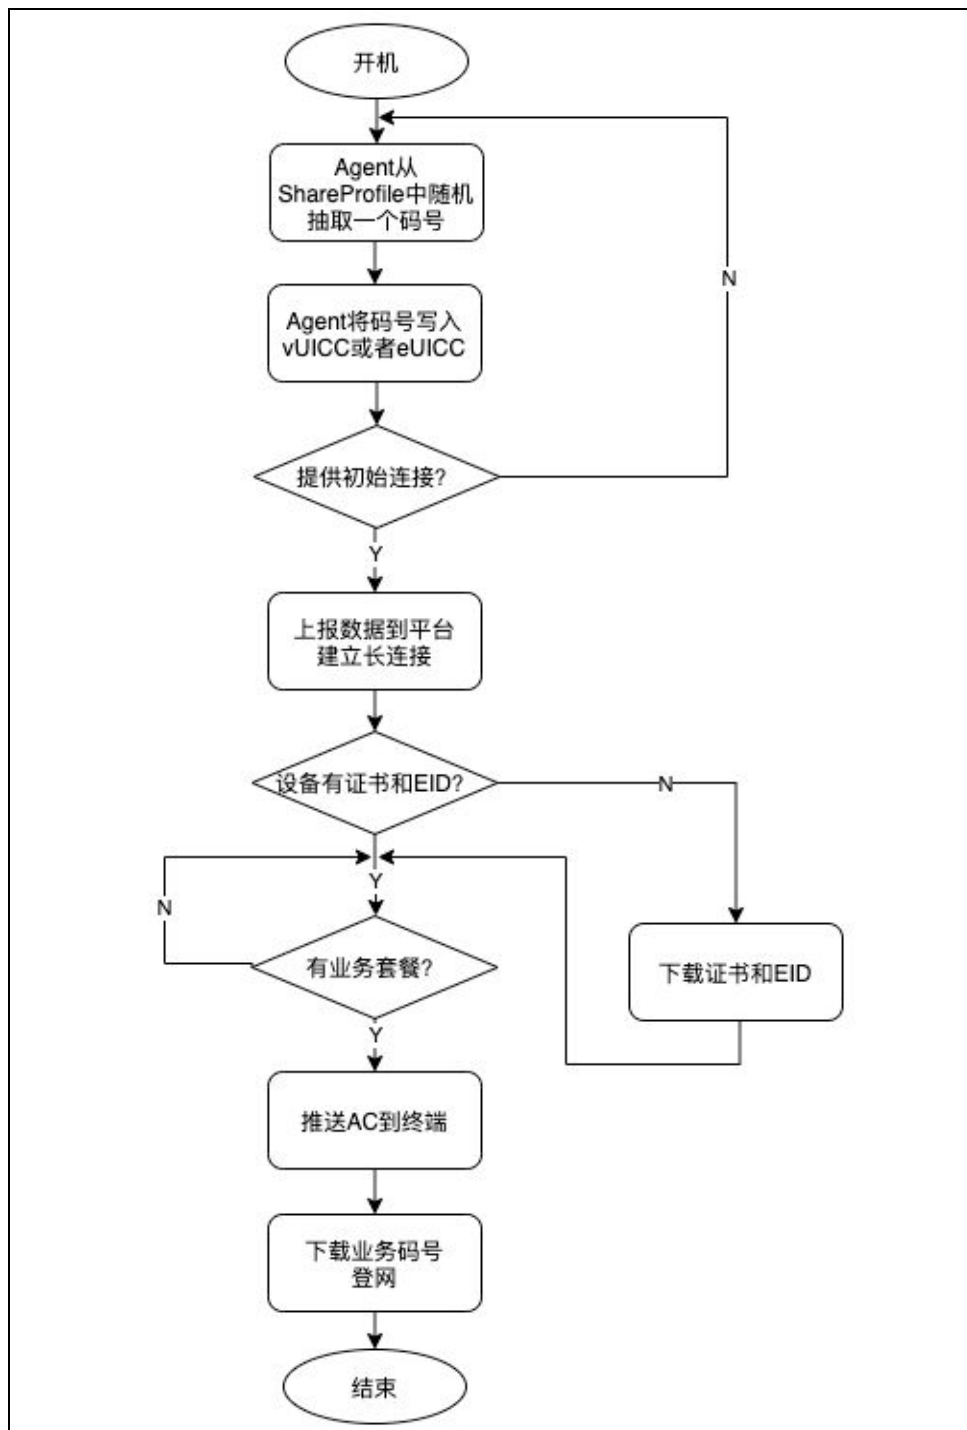 开机
Agent从
ShareProfile中随机
抽取一个码号
N
Agent将码号写入
vUICC或者eUICC
提供初始连接?
Y
上报数据到平台
建立长连接
设备有证书和EID?
N
Y
N
有业务套餐?
下载证书和EID
Y
推送AC到终端
下载业务码号
登网
结束